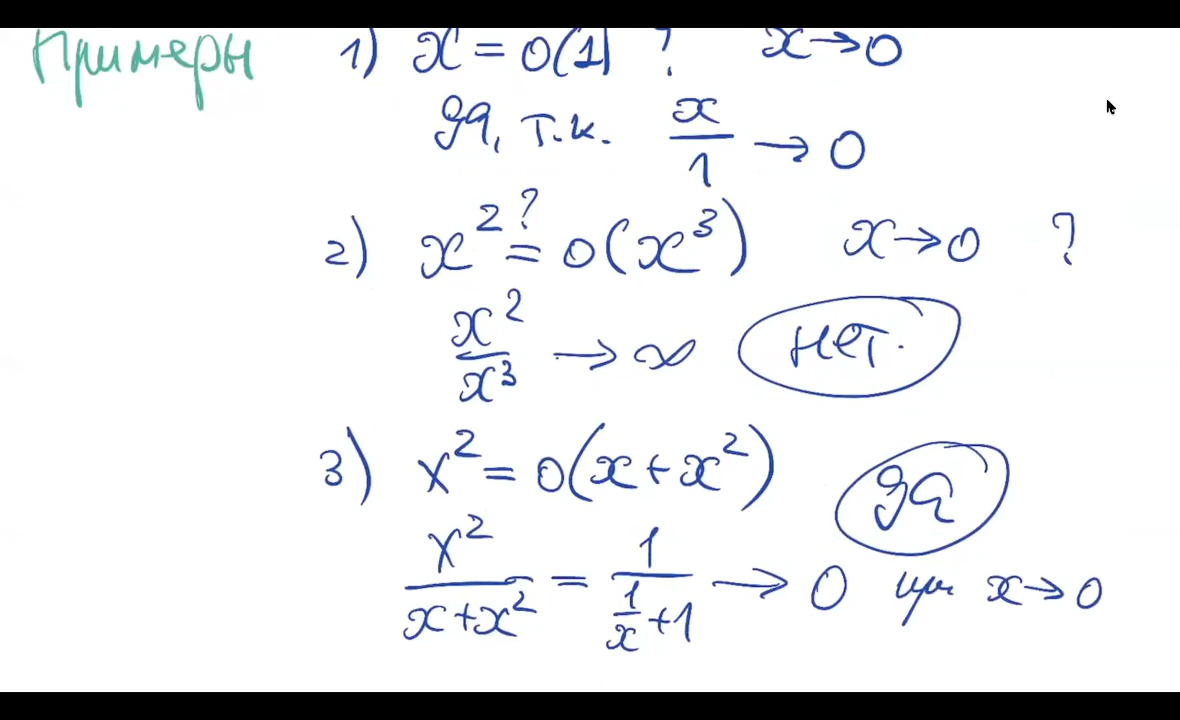 Примеры 1) x = o(1) ? x → 0
да, т.к. x/1 → 0
2) x² ?= o(x³) x → 0 ?
x²/x³ → ∞ нет.
3) x² = o(x + x²) да
x²/(x+x²) = 1/(1/x + 1) → 0 при x → 0